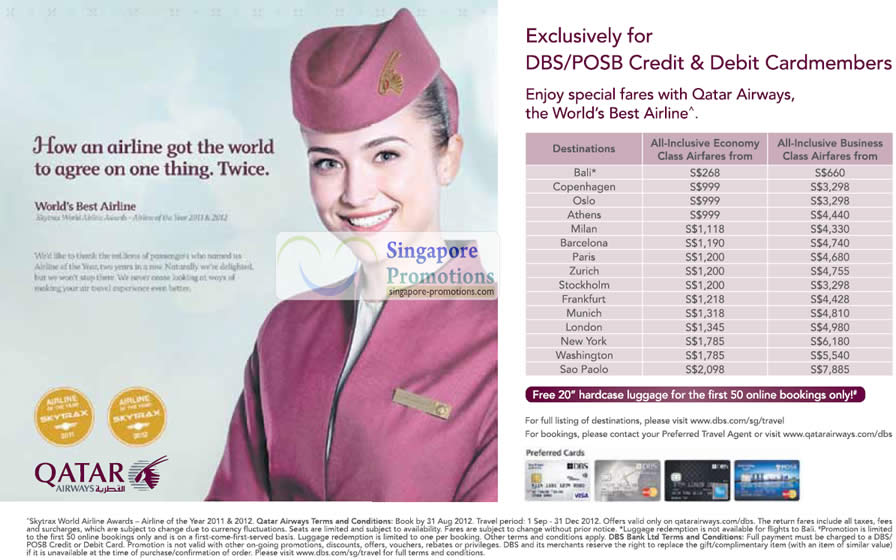 How an airline got the world
to agree on one thing. Twice.
World's Best Airline
Skytrax World Airline Awards - Airline of the Year 2011 & 2012
We'd like to thank the millions of passengers who named us
Airline of the Year, two years in a row. Naturally we're delighted,
but we won't stop there. We never cease looking at ways of
making your air travel experience even better.
AIRLINE
OF THE YEAR
SKYTRAX
2011
AIRLINE
OF THE YEAR
SKYTRAX
2012
QATAR
AIRWAYS القطرية
Singapore
Promotions
singapore-promotions.com
Exclusively for
DBS/POSB Credit & Debit Cardmembers
Enjoy special fares with Qatar Airways,
the World's Best Airline^.
Destinations All-Inclusive Economy Class Airfares from All-Inclusive Business Class Airfares from
Bali* S$268 S$660
Copenhagen S$999 S$3,298
Oslo S$999 S$3,298
Athens S$999 S$4,440
Milan S$1,118 S$4,330
Barcelona S$1,190 S$4,740
Paris S$1,200 S$4,680
Zurich S$1,200 S$4,755
Stockholm S$1,200 S$3,298
Frankfurt S$1,218 S$4,428
Munich S$1,318 S$4,810
London S$1,345 S$4,980
New York S$1,785 S$6,180
Washington S$1,785 S$5,540
Sao Paolo S$2,098 S$7,885
Free 20" hardcase luggage for the first 50 online bookings only!#
For full listing of destinations, please visit www.dbs.com/sg/travel
For bookings, please contact your Preferred Travel Agent or visit www.qatarairways.com/dbs
Preferred Cards
DBS
VISA
DBS
DBS
POSB
^Skytrax World Airline Awards – Airline of the Year 2011 & 2012. Qatar Airways Terms and Conditions: Book by 31 Aug 2012. Travel period: 1 Sep - 31 Dec 2012. Offers valid only on qatarairways.com/dbs. The return fares include all taxes, fees
and surcharges, which are subject to change due to currency fluctuations. Seats are limited and subject to availability. Fares are subject to change without prior notice. *Luggage redemption is not available for flights to Bali. #Promotion is limited
to the first 50 online bookings only and is on a first-come-first-served basis. Luggage redemption is limited to one per booking. Other terms and conditions apply. DBS Bank Ltd Terms and Conditions: Full payment must be charged to a DBS/
POSB Credit or Debit Card. Promotion is not valid with other on-going promotions, discounts, offers, vouchers, rebates or privileges. DBS and its merchants reserve the right to replace the gift/complimentary item (with an item of similar value)
if it is unavailable at the time of purchase/confirmation of order. Please visit www.dbs.com/sg/travel for full terms and conditions.